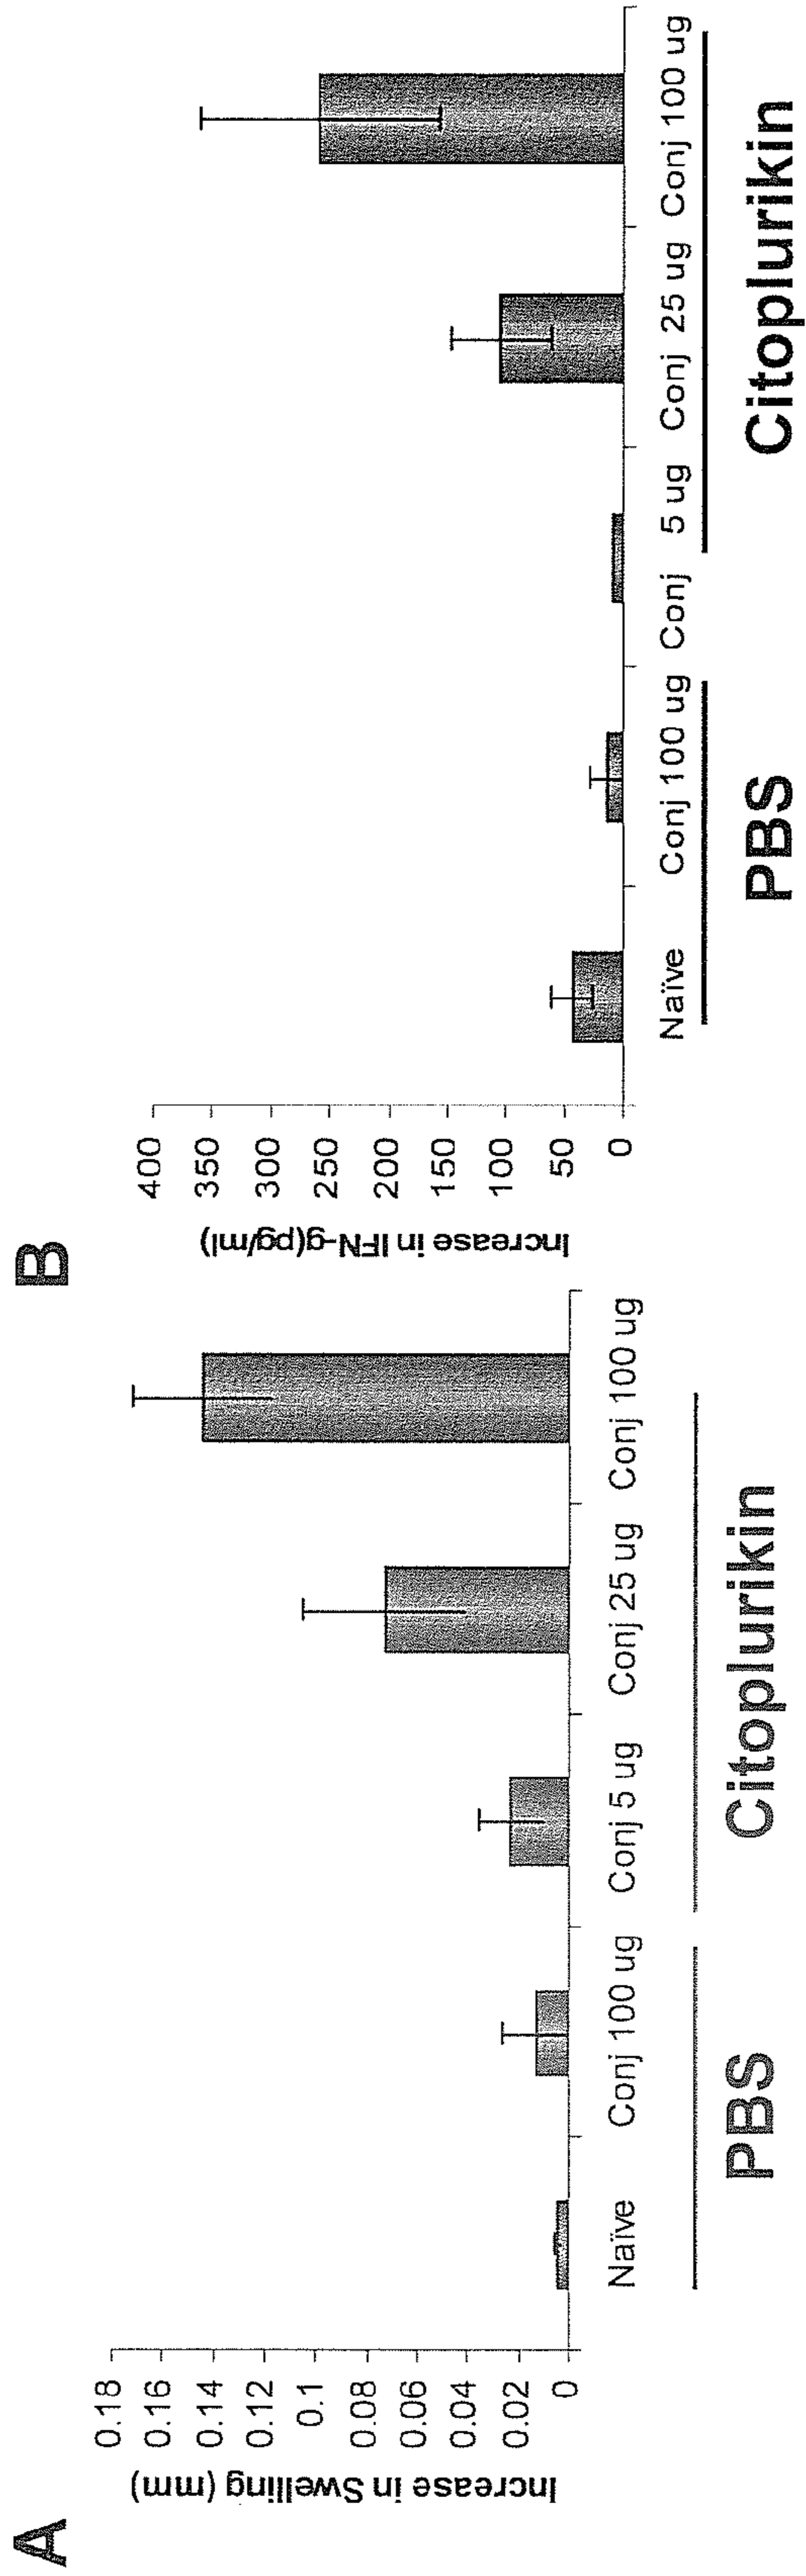 A
Increase in Swelling (mm)
0.18
0.16
0.14
0.12
0.1
0.08
0.06
0.04
0.02
0
Naïve
Conj 100 ug
Conj 5 ug
Conj 25 ug
Conj 100 ug
PBS
Citoplurikin
B
Increase in IFN-g(pg/ml)
400
350
300
250
200
150
100
50
0
Naïve
Conj 100 ug
Conj 5 ug
Conj 25 ug
Conj 100 ug
PBS
Citoplurikin